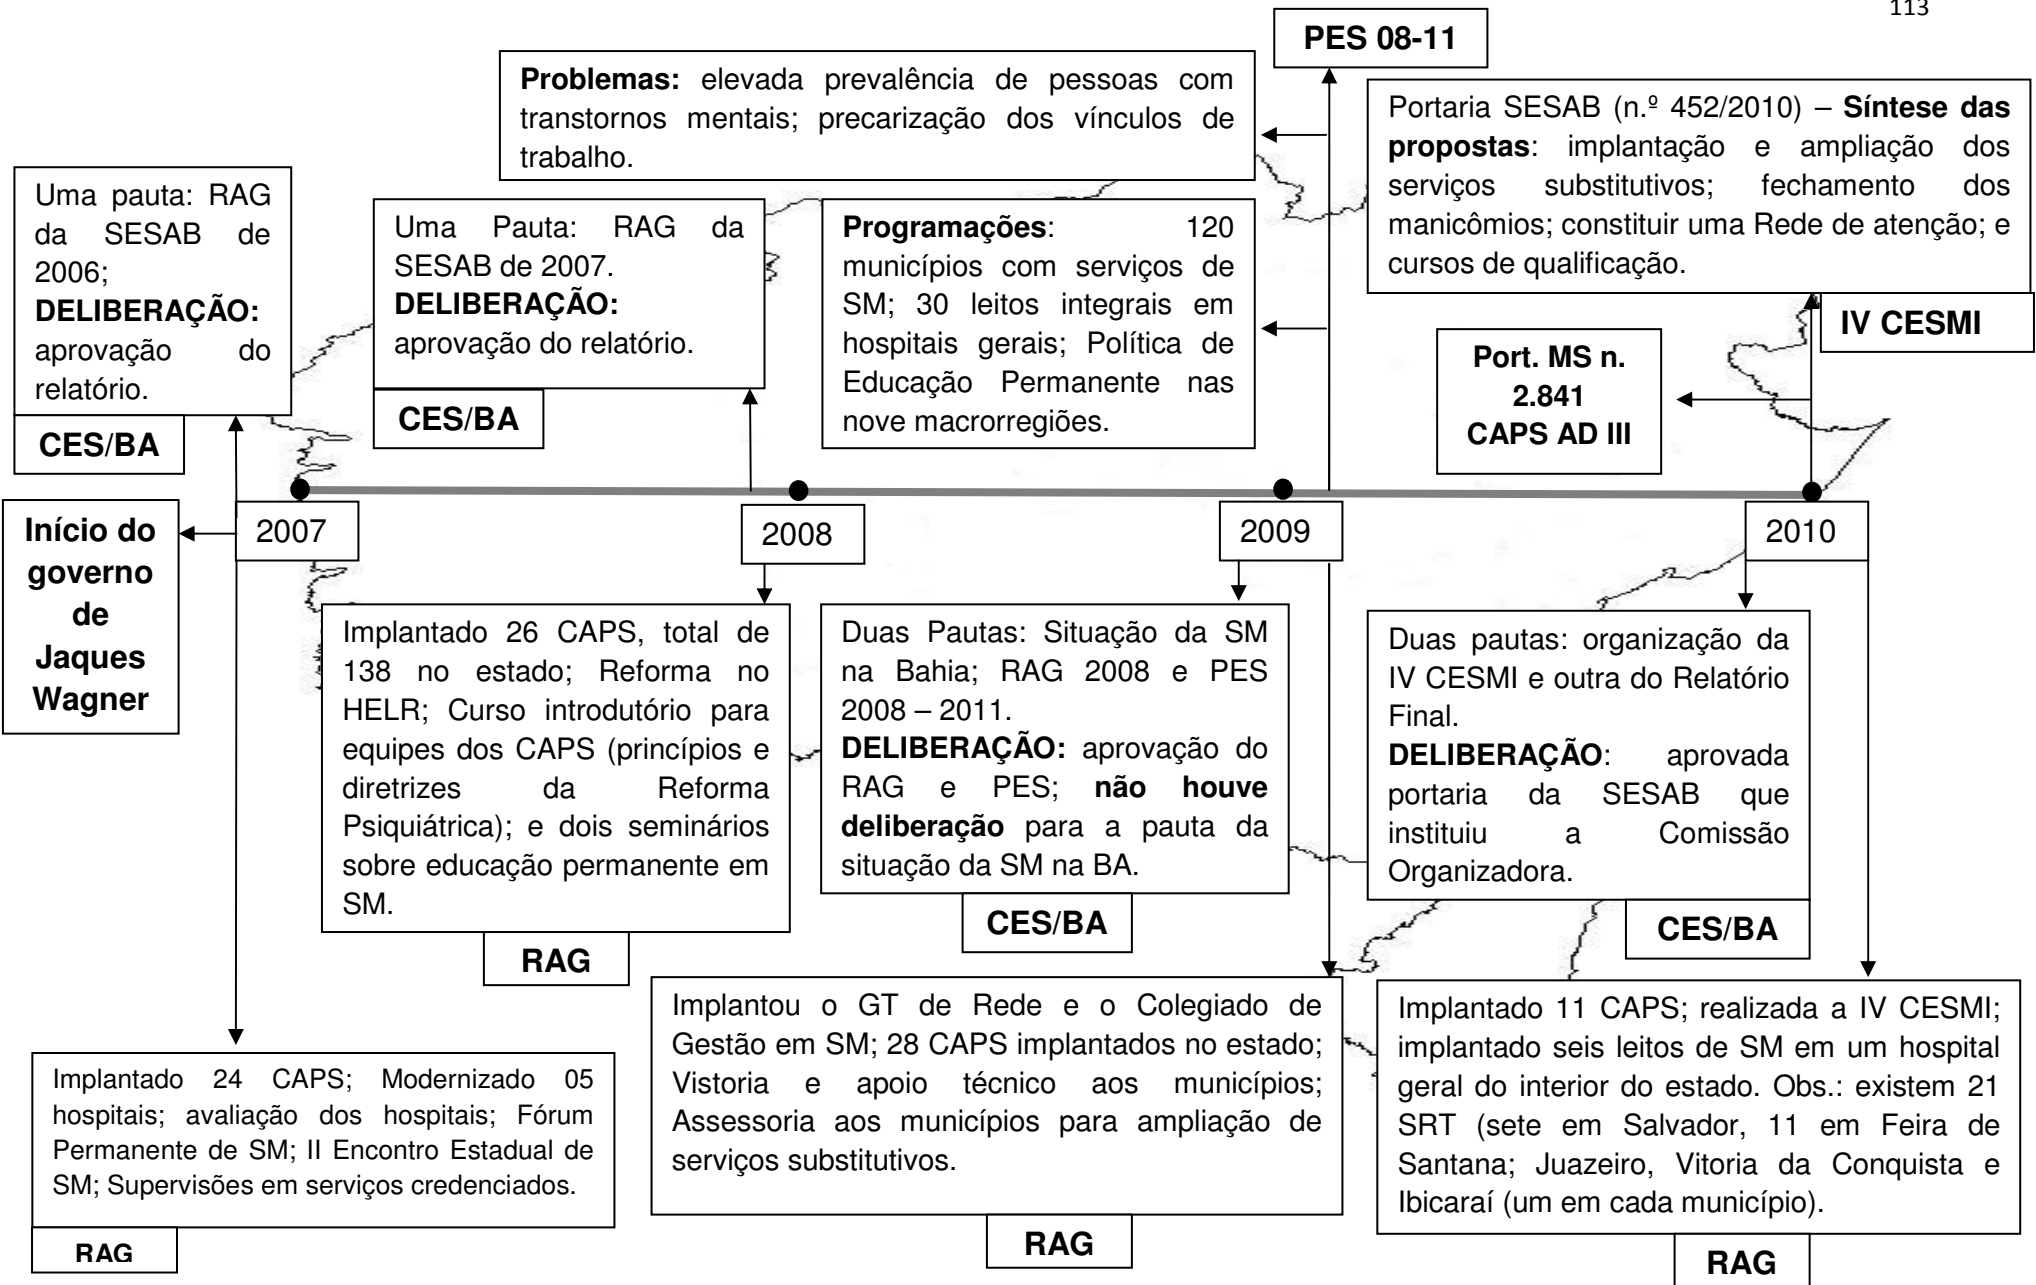 113
PES 08-11
Problemas: elevada prevalência de pessoas com
transtornos mentais; precarização dos vínculos de
trabalho.
Portaria SESAB (n.º 452/2010) – Síntese das
propostas: implantação e ampliação dos
serviços substitutivos; fechamento dos
manicômios; constituir uma Rede de atenção; e
cursos de qualificação.
IV CESMI
Uma pauta: RAG
da SESAB de
2006;
DELIBERAÇÃO:
aprovação do
relatório.
CES/BA
Uma Pauta: RAG da
SESAB de 2007.
DELIBERAÇÃO:
aprovação do relatório.
CES/BA
Programações: 120
municípios com serviços de
SM; 30 leitos integrais em
hospitais gerais; Política de
Educação Permanente nas
nove macrorregiões.
Port. MS n.
2.841
CAPS AD III
Início do
governo
de
Jaques
Wagner
2007
2008
2009
2010
Implantado 26 CAPS, total de
138 no estado; Reforma no
HELR; Curso introdutório para
equipes dos CAPS (princípios e
diretrizes da Reforma
Psiquiátrica); e dois seminários
sobre educação permanente em
SM.
RAG
Duas Pautas: Situação da SM
na Bahia; RAG 2008 e PES
2008 – 2011.
DELIBERAÇÃO: aprovação do
RAG e PES; não houve
deliberação para a pauta da
situação da SM na BA.
CES/BA
Duas pautas: organização da
IV CESMI e outra do Relatório
Final.
DELIBERAÇÃO: aprovada
portaria da SESAB que
instituiu a Comissão
Organizadora.
CES/BA
Implantado 24 CAPS; Modernizado 05
hospitais; avaliação dos hospitais; Fórum
Permanente de SM; II Encontro Estadual de
SM; Supervisões em serviços credenciados.
RAG
Implantou o GT de Rede e o Colegiado de
Gestão em SM; 28 CAPS implantados no estado;
Vistoria e apoio técnico aos municípios;
Assessoria aos municípios para ampliação de
serviços substitutivos.
RAG
Implantado 11 CAPS; realizada a IV CESMI;
implantado seis leitos de SM em um hospital
geral do interior do estado. Obs.: existem 21
SRT (sete em Salvador, 11 em Feira de
Santana; Juazeiro, Vitoria da Conquista e
Ibicaraí (um em cada município).
RAG